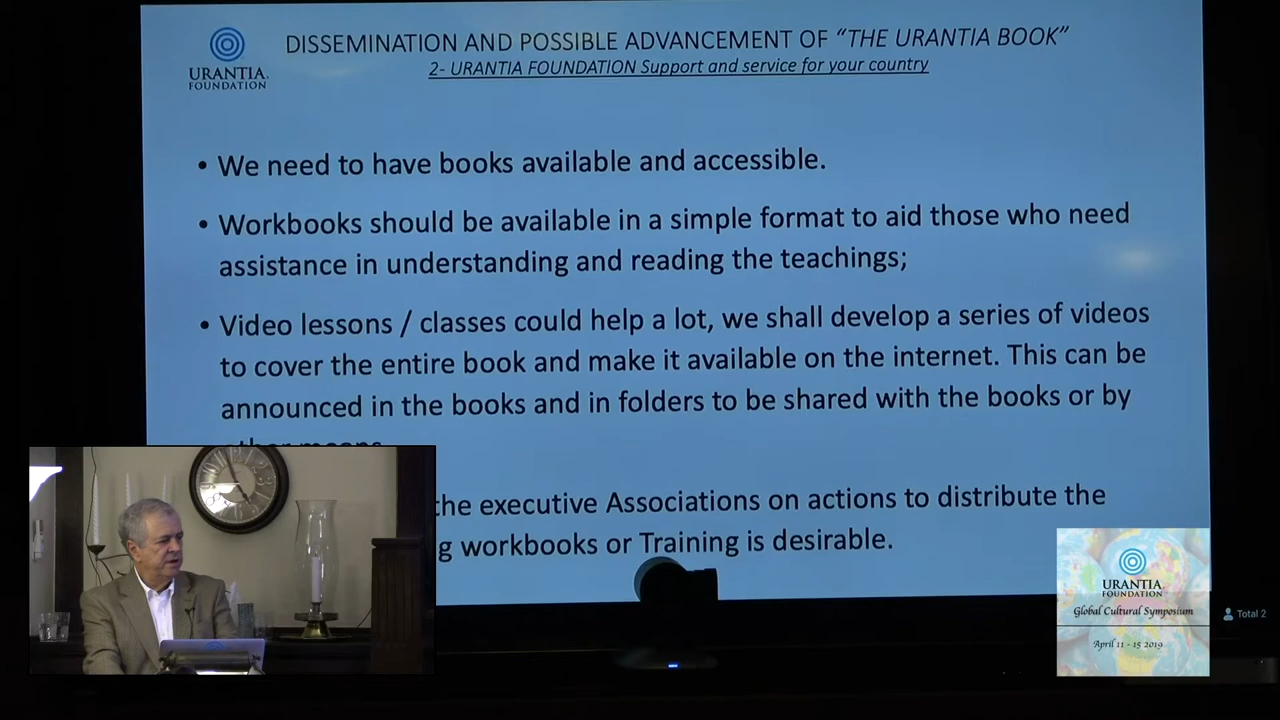 URANTIA
FOUNDATION
DISSEMINATION AND POSSIBLE ADVANCEMENT OF “THE URANTIA BOOK”
2- URANTIA FOUNDATION Support and service for your country
• We need to have books available and accessible.
• Workbooks should be available in a simple format to aid those who need
assistance in understanding and reading the teachings;
• Video lessons / classes could help a lot, we shall develop a series of videos
to cover the entire book and make it available on the internet. This can be
announced in the books and in folders to be shared with the books or by
other means
the executive Associations on actions to distribute the
g workbooks or Training is desirable.
URANTIA
FOUNDATION
Global Cultural Symposium
April 11 - 15 2019
Total 2